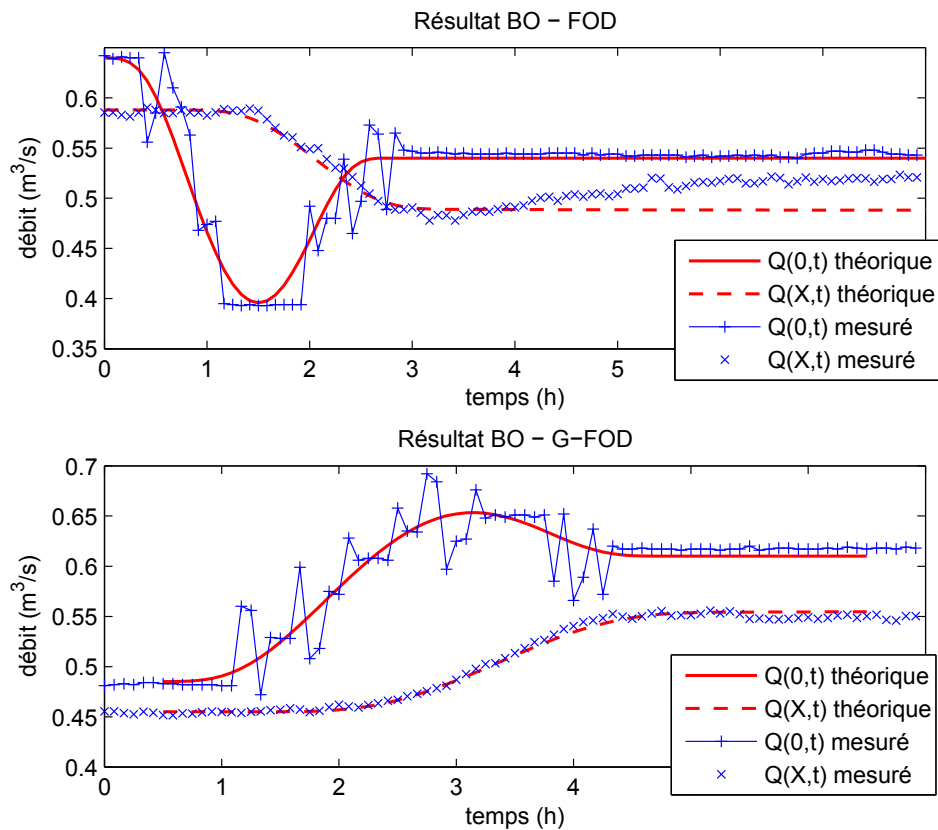 Résultat BO − FOD
0.6
0.55
0.5
0.45
0.4
0.35
débit (m³/s)
0 1 2 3 4 5
temps (h)
Q(0,t) théorique
Q(X,t) théorique
Q(0,t) mesuré
Q(X,t) mesuré
Résultat BO − G−FOD
0.7
0.65
0.6
0.55
0.5
0.45
0.4
débit (m³/s)
0 1 2 3 4
temps (h)
Q(0,t) théorique
Q(X,t) théorique
Q(0,t) mesuré
Q(X,t) mesuré